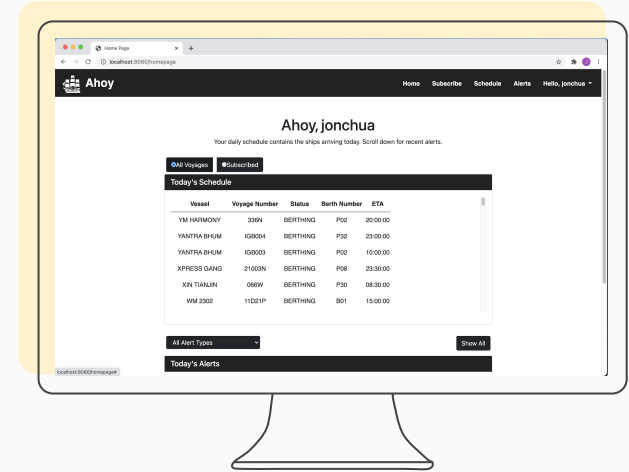 Home Page
localhost:8080/homepage
Ahoy
Home Subscribe Schedule Alerts Hello, jonchua
Ahoy, jonchua
Your daily schedule contains the ships arriving today. Scroll down for recent alerts.
All Voyages Subscribed
Today's Schedule
Vessel Voyage Number Status Berth Number ETA
YM HARMONY 336N BERTHING P02 20:00:00
YANTRA BHUM IGB004 BERTHING P32 23:00:00
YANTRA BHUM IGB003 BERTHING P02 10:00:00
XPRESS GANG 21003N BERTHING P08 23:30:00
XIN TIANJIN 066W BERTHING P30 08:30:00
WM 2302 11D21P BERTHING B01 15:00:00
All Alert Types Show All
Today's Alerts
localhost:8080/homepage#